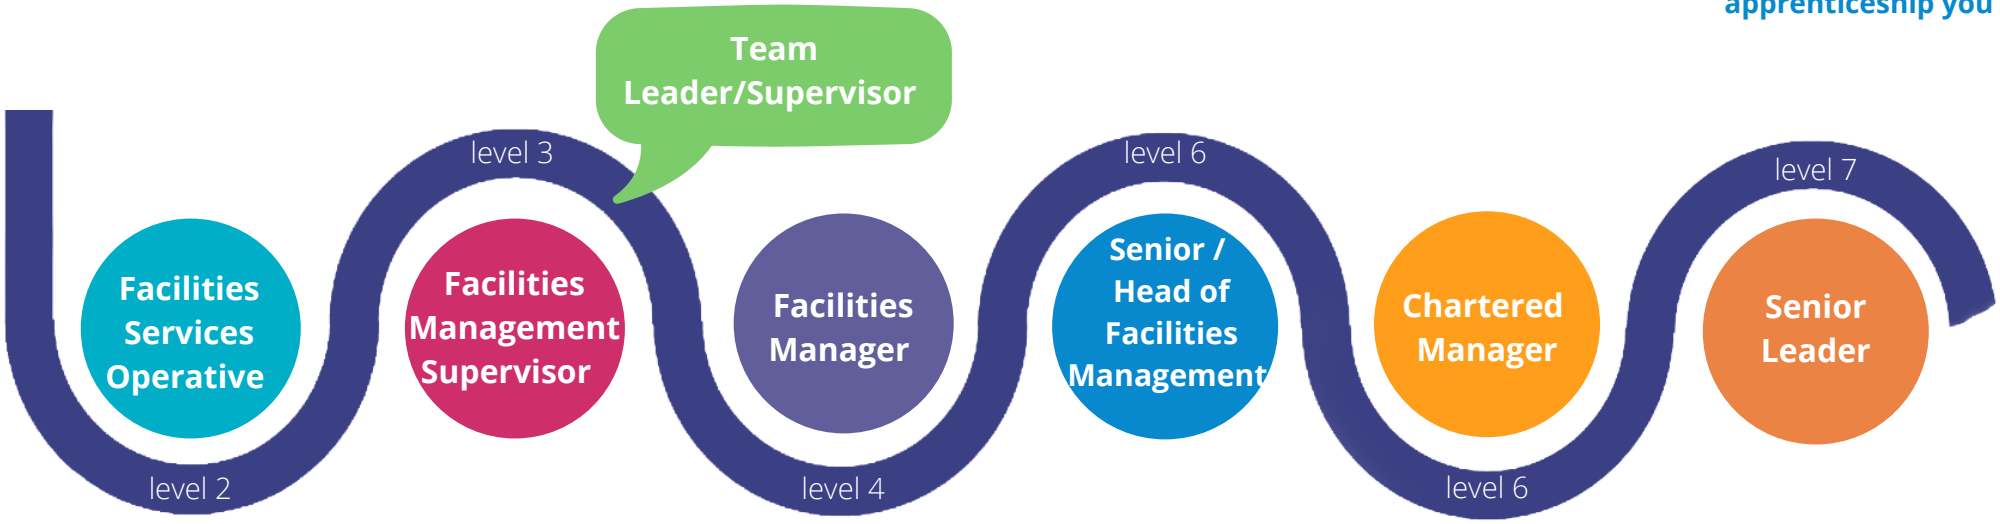 apprenticeship you
Team
Leader/Supervisor
level 3
level 6
level 7
Facilities
Services
Operative
Facilities
Management
Supervisor
Facilities
Manager
Senior /
Head of
Facilities
Management
Chartered
Manager
Senior
Leader
level 2
level 4
level 6